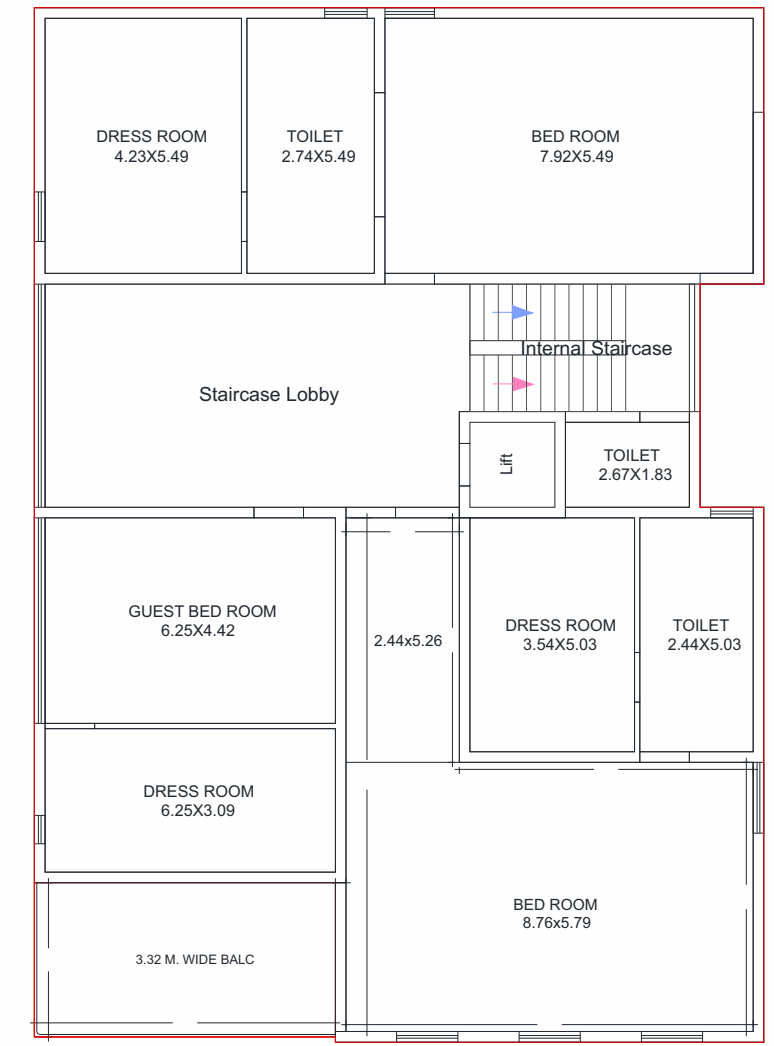 DRESS ROOM
4.23X5.49
TOILET
2.74X5.49
BED ROOM
7.92X5.49
Internal Staircase
Staircase Lobby
Lift
TOILET
2.67X1.83
GUEST BED ROOM
6.25X4.42
2.44x5.26
DRESS ROOM
3.54X5.03
TOILET
2.44X5.03
DRESS ROOM
6.25X3.09
BED ROOM
8.76x5.79
3.32 M. WIDE BALC